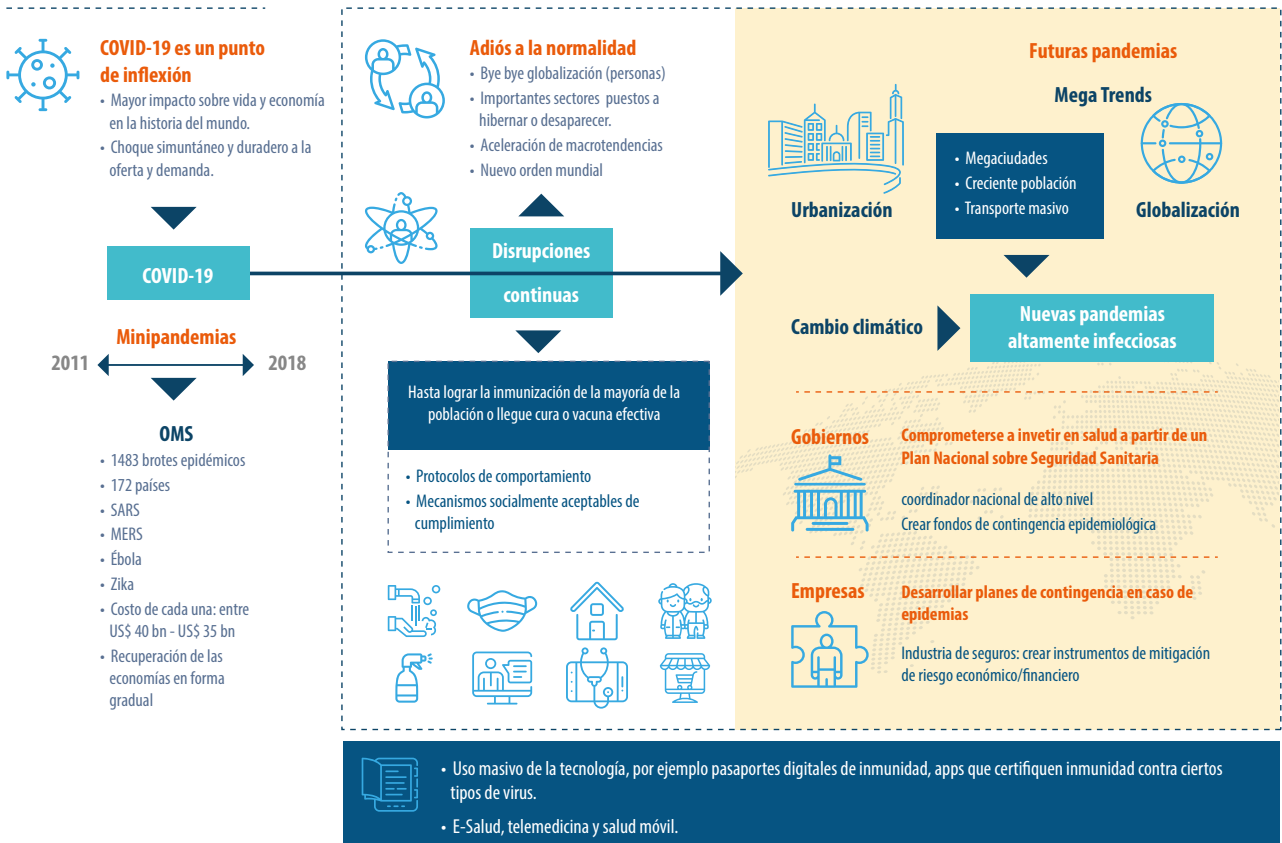 COVID-19 es un punto
de inflexión
• Mayor impacto sobre vida y economía
en la historia del mundo.
• Choque simuntáneo y duradero a la
oferta y demanda.
COVID-19
Minipandemias
2011
2018
OMS
• 1483 brotes epidémicos
• 172 países
• SARS
• MERS
• Ébola
• Zika
• Costo de cada una: entre
US$ 40 bn - US$ 35 bn
• Recuperación de las
economías en forma
gradual
Adiós a la normalidad
• Bye bye globalización (personas)
• Importantes sectores puestos a
hibernar o desaparecer.
• Aceleración de macrotendencias
• Nuevo orden mundial
Disrupciones
continuas
Hasta lograr la inmunización de la mayoría de la
población o llegue cura o vacuna efectiva
• Protocolos de comportamiento
• Mecanismos socialmente aceptables de
cumplimiento
Futuras pandemias
Mega Trends
Urbanización
• Megaciudades
• Creciente población
• Transporte masivo
Globalización
Cambio climático
Nuevas pandemias
altamente infecciosas
Gobiernos
Comprometerse a invetir en salud a partir de un
Plan Nacional sobre Seguridad Sanitaria
coordinador nacional de alto nivel
Crear fondos de contingencia epidemiológica
Empresas
Desarrollar planes de contingencia en caso de
epidemias
Industria de seguros: crear instrumentos de mitigación
de riesgo económico/financiero
• Uso masivo de la tecnología, por ejemplo pasaportes digitales de inmunidad, apps que certifiquen inmunidad contra ciertos
tipos de virus.
• E-Salud, telemedicina y salud móvil.